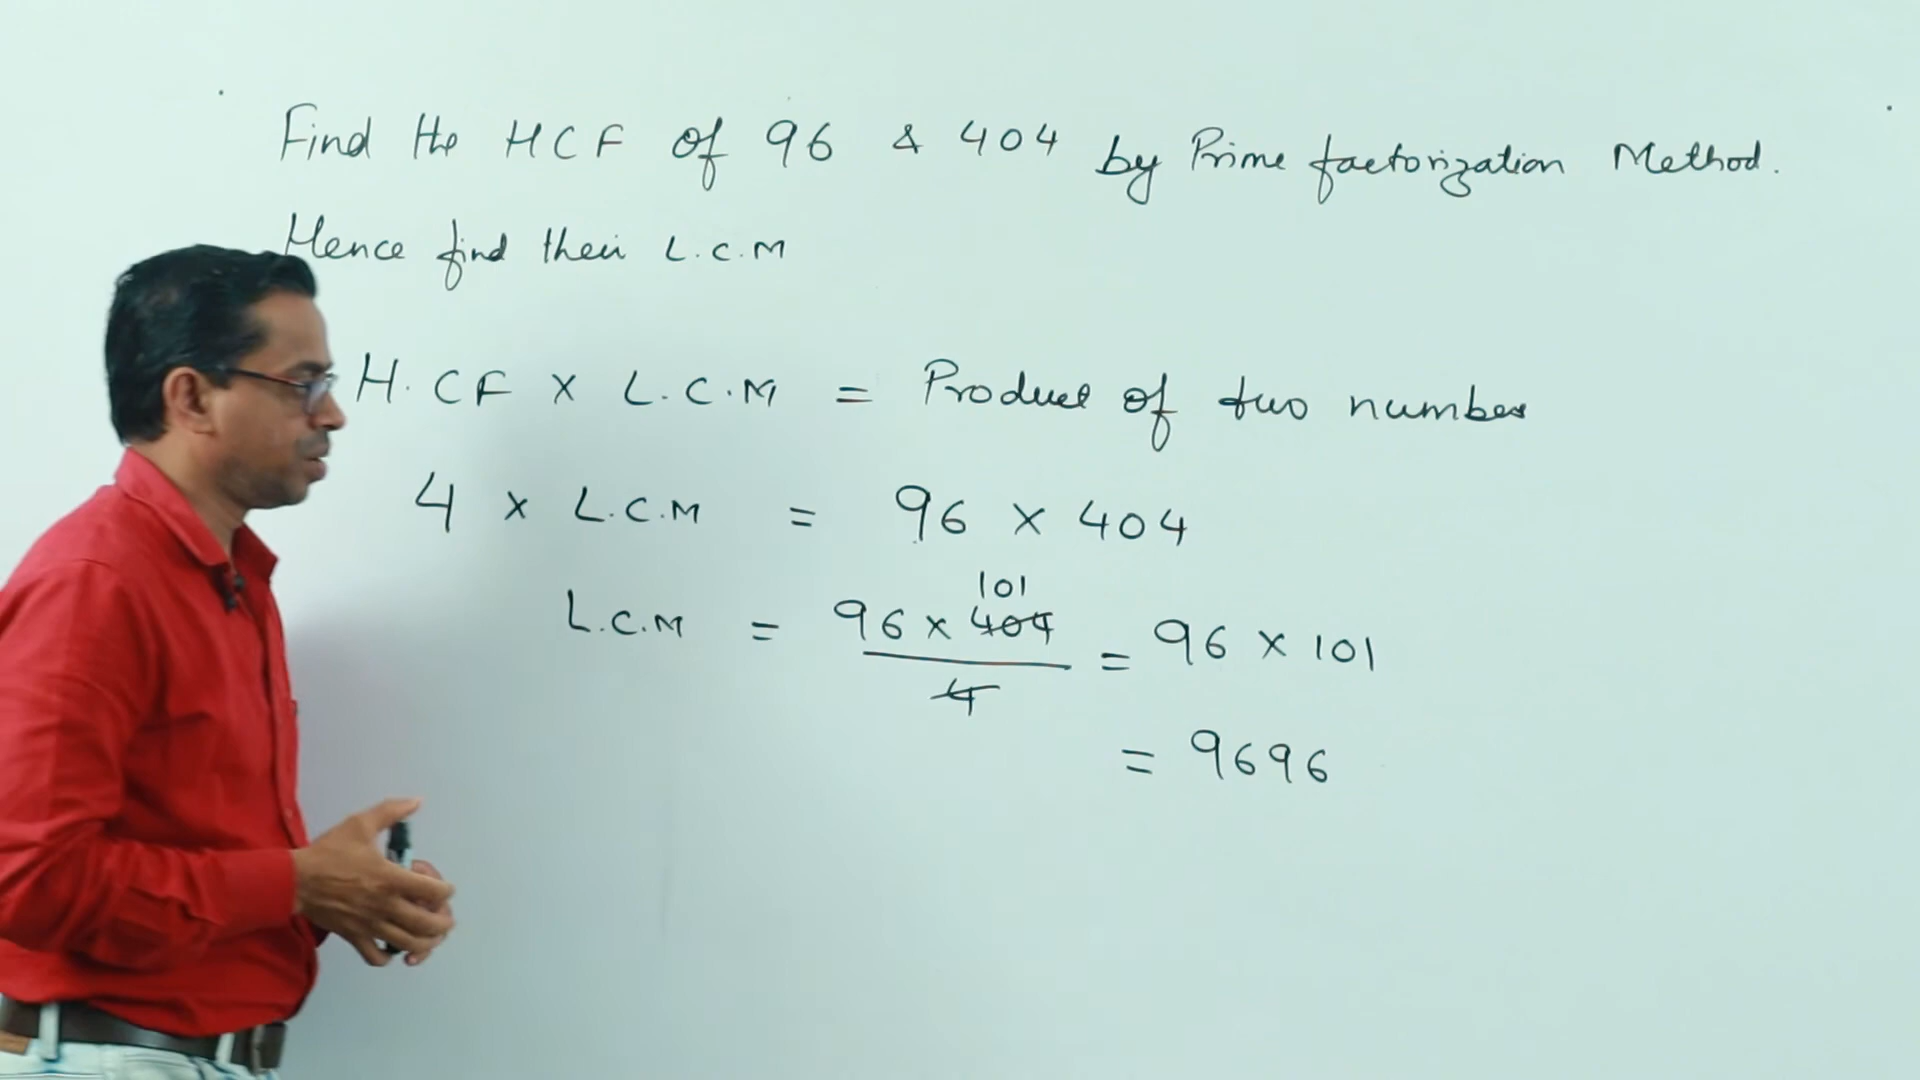 Find the HCF of 96 & 404 by Prime factorization Method.
Hence find their L.C.M
H.CF x L.C.M = Product of two number
4 x L.C.M = 96 x 404
101
L.C.M = 96 x 404 = 96 x 101
4
= 9696